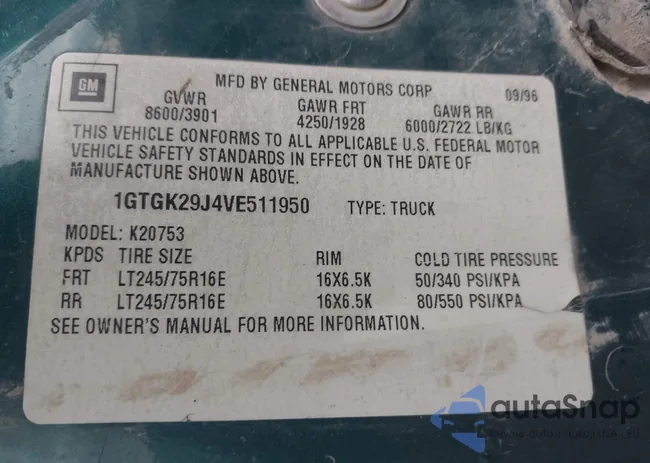 GM
MFD BY GENERAL MOTORS CORP 09/96
GVWR GAWR FRT GAWR RR
8600/3901 4250/1928 6000/2722 LB/KG
THIS VEHICLE CONFORMS TO ALL APPLICABLE U.S. FEDERAL MOTOR
VEHICLE SAFETY STANDARDS IN EFFECT ON THE DATE OF
MANUFACTURE SHOWN ABOVE.
1GTGK29J4VE511950 TYPE: TRUCK
MODEL: K20753
KPDS TIRE SIZE RIM COLD TIRE PRESSURE
FRT LT245/75R16E 16X6.5K 50/340 PSI/KPA
RR LT245/75R16E 16X6.5K 80/550 PSI/KPA
SEE OWNER'S MANUAL FOR MORE INFORMATION.
autoSnap